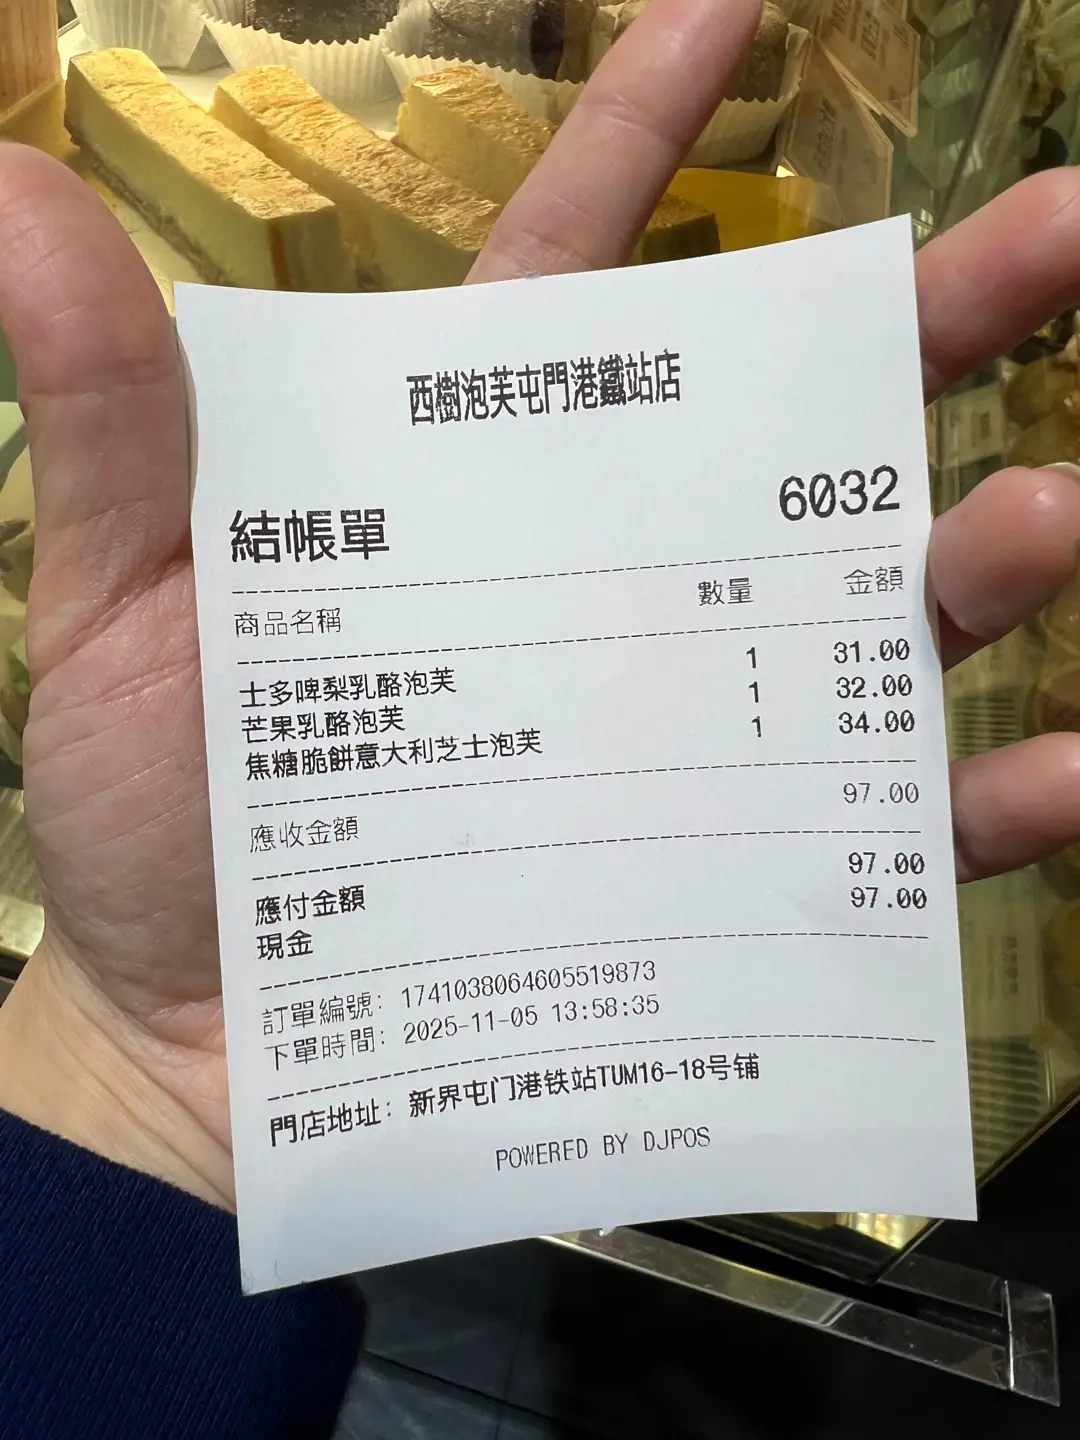 西樹泡芙屯門港鐵站店
結帳單 6032
商品名稱 數量 金額
士多啤梨乳酪泡芙 1 31.00
芒果乳酪泡芙 1 32.00
焦糖脆餅意大利芝士泡芙 1 34.00
應收金額 97.00
應付金額 97.00
現金 97.00
訂單編號: 1741038064605519873
下單時間: 2025-11-05 13:58:35
門店地址: 新界屯门港铁站TUM16-18号铺
POWERED BY DJPOS